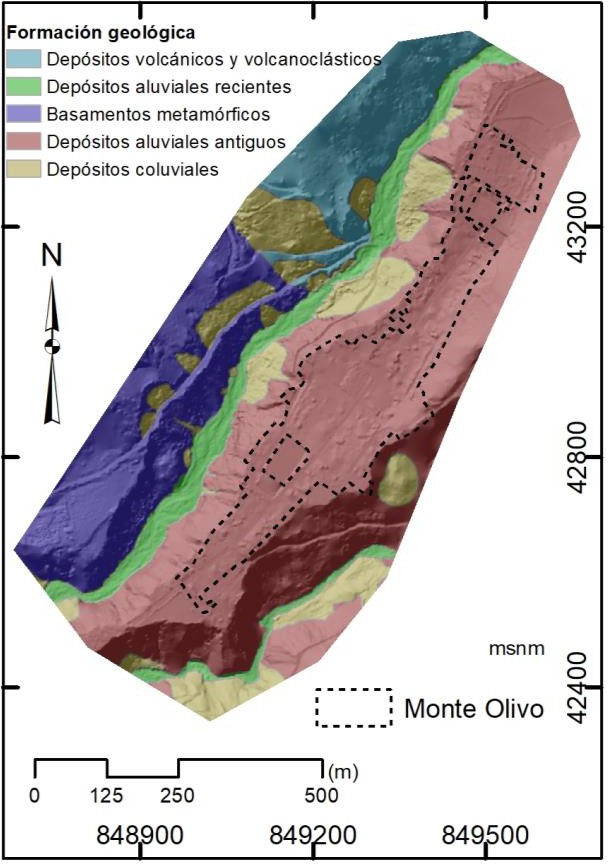 Formación geológica
Depósitos volcánicos y volcanoclásticos
Depósitos aluviales recientes
Basamentos metamórficos
Depósitos aluviales antiguos
Depósitos coluviales
N
43200
42800
msnm
42400
Monte Olivo
(m)
0 125 250 500
848900 849200 849500